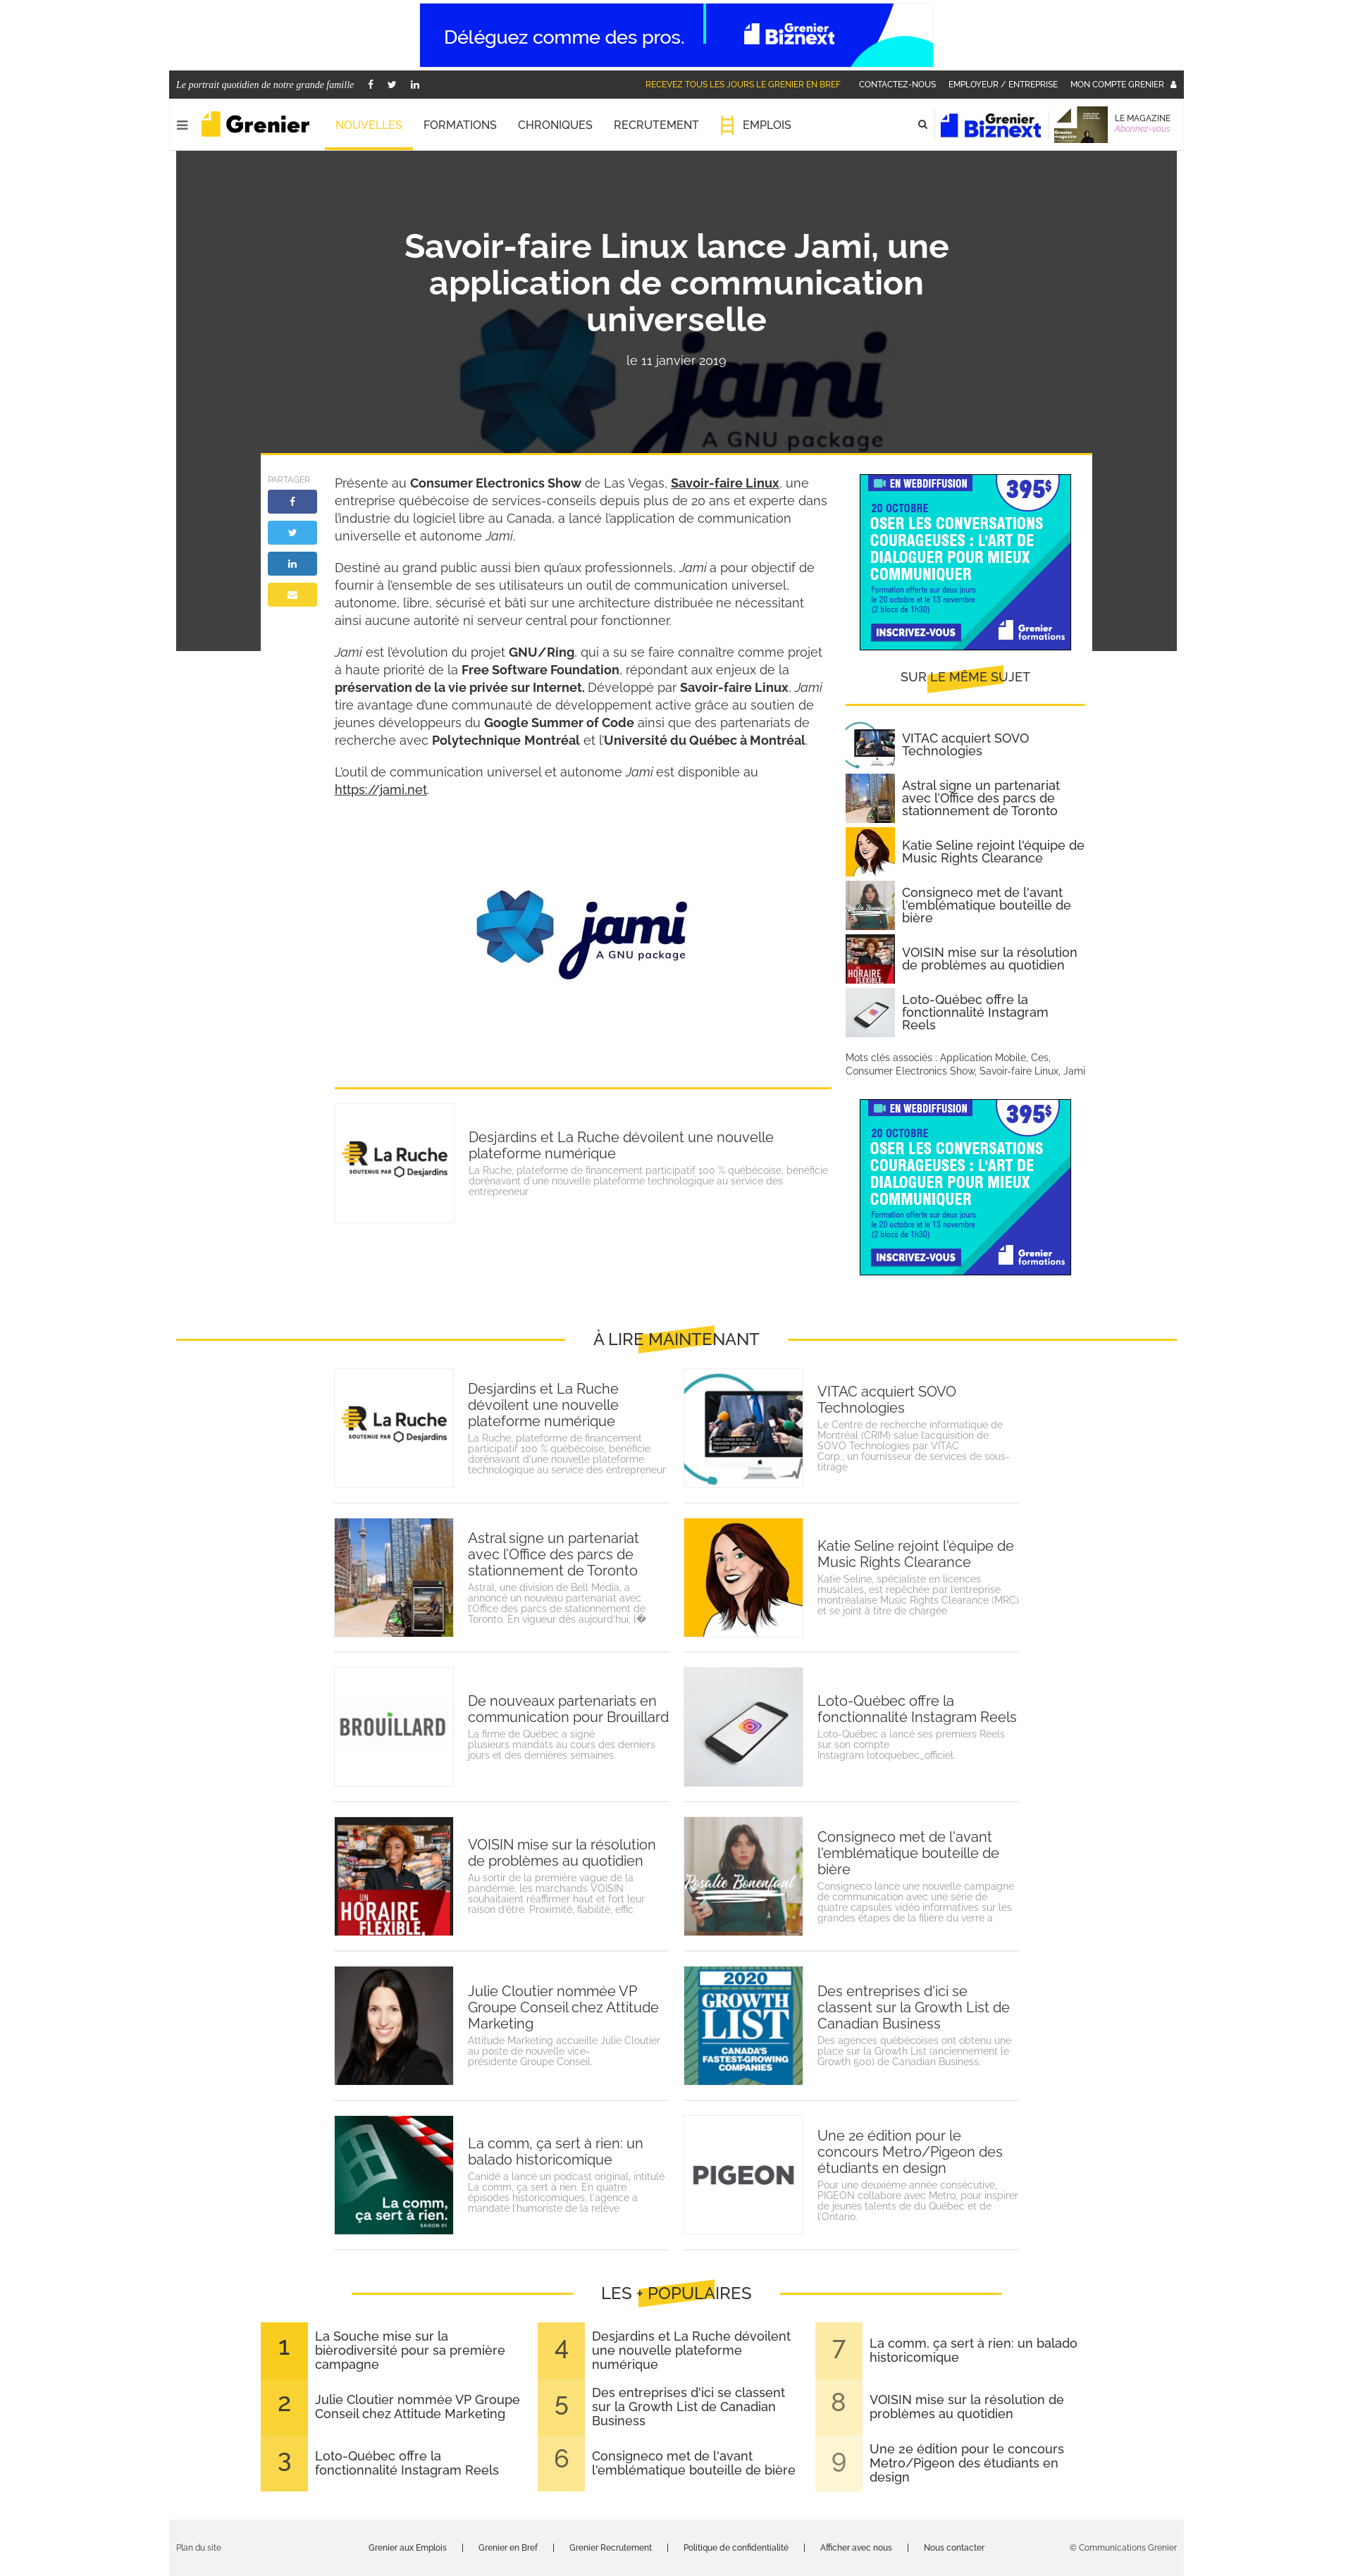 Déléguez comme des pros.
Grenier
Biznext
Le portrait quotidien de notre grande famille
RECEVEZ TOUS LES JOURS LE GRENIER EN BREF
CONTACTEZ-NOUS
EMPLOYEUR / ENTREPRISE
MON COMPTE GRENIER
Grenier
NOUVELLES
FORMATIONS
CHRONIQUES
RECRUTEMENT
EMPLOIS
Grenier
Biznext
Grenier
magazine
LE MAGAZINE
Abonnez-vous
Savoir-faire Linux lance Jami, une
application de communication
universelle
le 11 janvier 2019
jami
A GNU package
PARTAGER
Présente au Consumer Electronics Show de Las Vegas, Savoir-faire Linux, une
entreprise québécoise de services-conseils depuis plus de 20 ans et experte dans
l'industrie du logiciel libre au Canada, a lancé l'application de communication
universelle et autonome Jami.
Destiné au grand public aussi bien qu'aux professionnels, Jami a pour objectif de
fournir à l'ensemble de ses utilisateurs un outil de communication universel,
autonome, libre, sécurisé et bâti sur une architecture distribuée ne nécessitant
ainsi aucune autorité ni serveur central pour fonctionner.
Jami est l'évolution du projet GNU/Ring, qui a su se faire connaître comme projet
à haute priorité de la Free Software Foundation, répondant aux enjeux de la
préservation de la vie privée sur Internet. Développé par Savoir-faire Linux, Jami
tire avantage d'une communauté de développement active grâce au soutien de
jeunes développeurs du Google Summer of Code ainsi que des partenariats de
recherche avec Polytechnique Montréal et l'Université du Québec à Montréal.
L'outil de communication universel et autonome Jami est disponible au
https://jami.net.
jami
A GNU package
Desjardins et La Ruche dévoilent une nouvelle
plateforme numérique
La Ruche, plateforme de financement participatif 100 % québécoise, bénéficie
dorénavant d'une nouvelle plateforme technologique au service des
entrepreneur
La Ruche
SOUTENUE PAR Desjardins
EN WEBDIFFUSION
395$
20 OCTOBRE
OSER LES CONVERSATIONS
COURAGEUSES : L'ART DE
DIALOGUER POUR MIEUX
COMMUNIQUER
Formation offerte sur deux jours
le 20 octobre et le 13 novembre
(2 blocs de 1h30)
INSCRIVEZ-VOUS
Grenier
formations
SUR LE MÊME SUJET
VITAC acquiert SOVO
Technologies
Astral signe un partenariat
avec l'Office des parcs de
stationnement de Toronto
Katie Seline rejoint l'équipe de
Music Rights Clearance
Rosalie Bonenfant
Consigneco met de l'avant
l'emblématique bouteille de
bière
HORAIRE
FLEXIBLE.
VOISIN mise sur la résolution
de problèmes au quotidien
Loto-Québec offre la
fonctionnalité Instagram
Reels
Mots clés associés : Application Mobile, Ces,
Consumer Electronics Show, Savoir-faire Linux, Jami
EN WEBDIFFUSION
395$
20 OCTOBRE
OSER LES CONVERSATIONS
COURAGEUSES : L'ART DE
DIALOGUER POUR MIEUX
COMMUNIQUER
Formation offerte sur deux jours
le 20 octobre et le 13 novembre
(2 blocs de 1h30)
INSCRIVEZ-VOUS
Grenier
formations
À LIRE MAINTENANT
La Ruche
SOUTENUE PAR Desjardins
Desjardins et La Ruche
dévoilent une nouvelle
plateforme numérique
La Ruche, plateforme de financement
participatif 100 % québécoise, bénéficie
dorénavant d'une nouvelle plateforme
technologique au service des entrepreneur
VITAC acquiert SOVO
Technologies
Le Centre de recherche informatique de
Montréal (CRIM) salue l'acquisition de
SOVO Technologies par VITAC
Corp., un fournisseur de services de sous-
titrage
Astral signe un partenariat
avec l'Office des parcs de
stationnement de Toronto
Astral, une division de Bell Média, a
annoncé un nouveau partenariat avec
l'Office des parcs de stationnement de
Toronto. En vigueur dès aujourd'hui, l�
Katie Seline rejoint l'équipe de
Music Rights Clearance
Katie Seline, spécialiste en licences
musicales, est repêchée par l'entreprise
montréalaise Music Rights Clearance (MRC)
et se joint à titre de chargée
BROUILLARD
De nouveaux partenariats en
communication pour Brouillard
La firme de Québec a signé
plusieurs mandats au cours des derniers
jours et des dernières semaines.
Loto-Québec offre la
fonctionnalité Instagram Reels
Loto-Québec a lancé ses premiers Reels
sur son compte
Instagram lotoquebec_officiel.
UN
HORAIRE
FLEXIBLE.
VOISIN mise sur la résolution
de problèmes au quotidien
Au sortir de la première vague de la
pandémie, les marchands VOISIN
souhaitaient réaffirmer haut et fort leur
raison d'être. Proximité, fiabilité, effic
Rosalie Bonenfant
Consigneco met de l'avant
l'emblématique bouteille de
bière
Consigneco lance une nouvelle campagne
de communication avec une série de
quatre capsules vidéo informatives sur les
grandes étapes de la filière du verre a
Julie Cloutier nommée VP
Groupe Conseil chez Attitude
Marketing
Attitude Marketing accueille Julie Cloutier
au poste de nouvelle vice-
présidente Groupe Conseil.
2020
GROWTH
LIST
CANADA'S
FASTEST-GROWING
COMPANIES
Des entreprises d'ici se
classent sur la Growth List de
Canadian Business
Des agences québécoises ont obtenu une
place sur la Growth List (anciennement le
Growth 500) de Canadian Business.
La comm,
ça sert à rien.
SAISON 01
La comm, ça sert à rien: un
balado historicomique
Canidé a lancé un podcast original, intitulé
La comm, ça sert à rien. En quatre
épisodes historicomiques, l'agence a
mandaté l'humoriste de la relève
PIGEON
Une 2e édition pour le
concours Metro/Pigeon des
étudiants en design
Pour une deuxième année consécutive,
PIGEON collabore avec Metro, pour inspirer
de jeunes talents de du Québec et de
l'Ontario.
LES + POPULAIRES
1
La Souche mise sur la
bièrodiversité pour sa première
campagne
2
Julie Cloutier nommée VP Groupe
Conseil chez Attitude Marketing
3
Loto-Québec offre la
fonctionnalité Instagram Reels
4
Desjardins et La Ruche dévoilent
une nouvelle plateforme
numérique
5
Des entreprises d'ici se classent
sur la Growth List de Canadian
Business
6
Consigneco met de l'avant
l'emblématique bouteille de bière
7
La comm, ça sert à rien: un balado
historicomique
8
VOISIN mise sur la résolution de
problèmes au quotidien
9
Une 2e édition pour le concours
Metro/Pigeon des étudiants en
design
Plan du site
Grenier aux Emplois | Grenier en Bref | Grenier Recrutement | Politique de confidentialité | Afficher avec nous | Nous contacter
© Communications Grenier